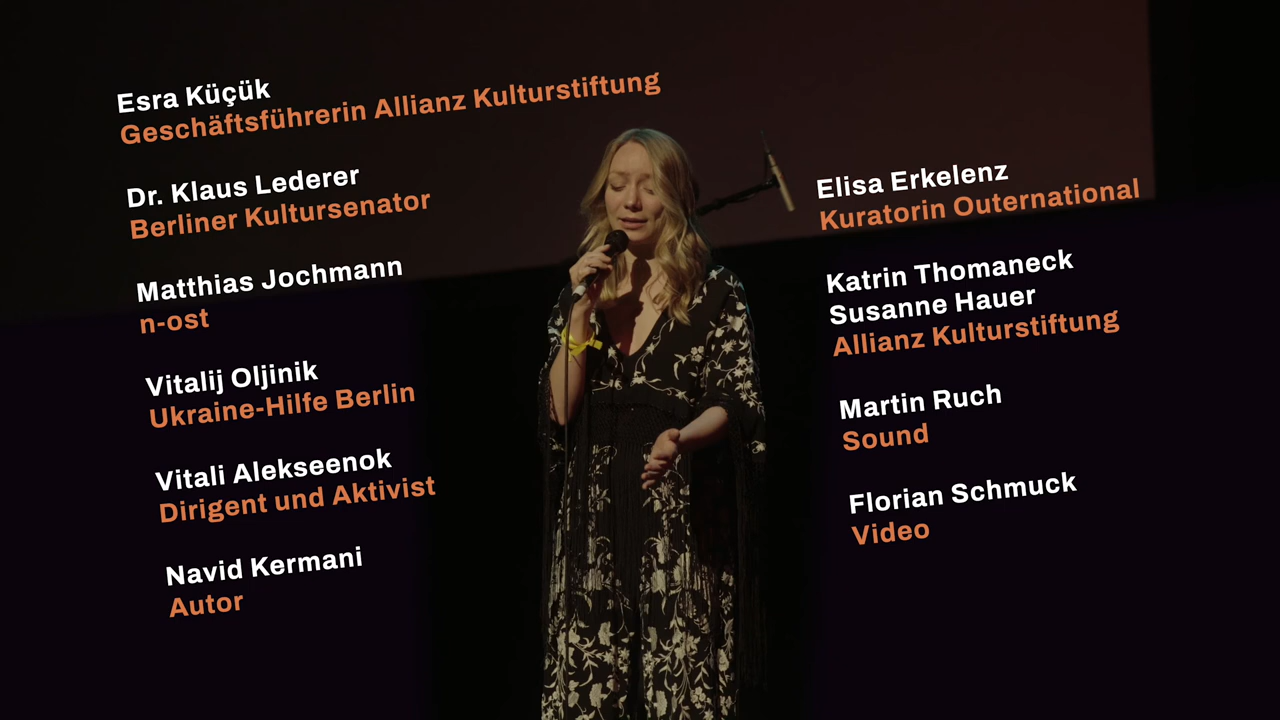 Esra Küçük
Geschäftsführerin Allianz Kulturstiftung
Dr. Klaus Lederer
Berliner Kultursenator
Matthias Jochmann
n-ost
Vitalij Oljinik
Ukraine-Hilfe Berlin
Vitali Alekseenok
Dirigent und Aktivist
Navid Kermani
Autor
Elisa Erkelenz
Kuratorin Outernational
Katrin Thomaneck
Susanne Hauer
Allianz Kulturstiftung
Martin Ruch
Sound
Florian Schmuck
Video